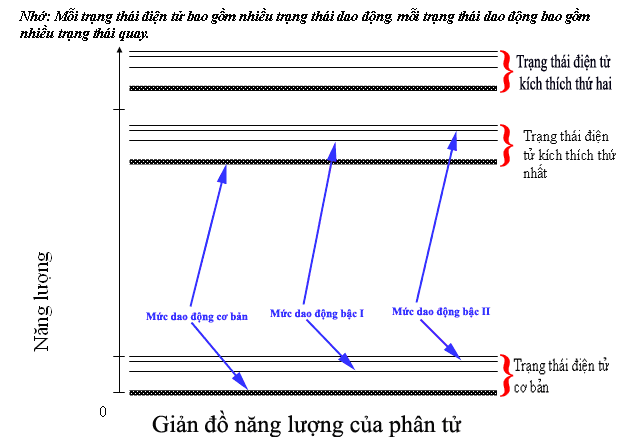 Nhớ: Mỗi trạng thái điện tử bao gồm nhiều trạng thái dao động, mỗi trạng thái dao động bao gồm
nhiều trạng thái quay.
Trạng thái điện tử
kích thích thứ hai
Trạng thái điện
tử kích thích thứ
nhất
Năng lượng
Mức dao động cơ bản
Mức dao động bậc I
Mức dao động bậc II
Trạng thái điện tử
cơ bản
0
Giản đồ năng lượng của phân tử